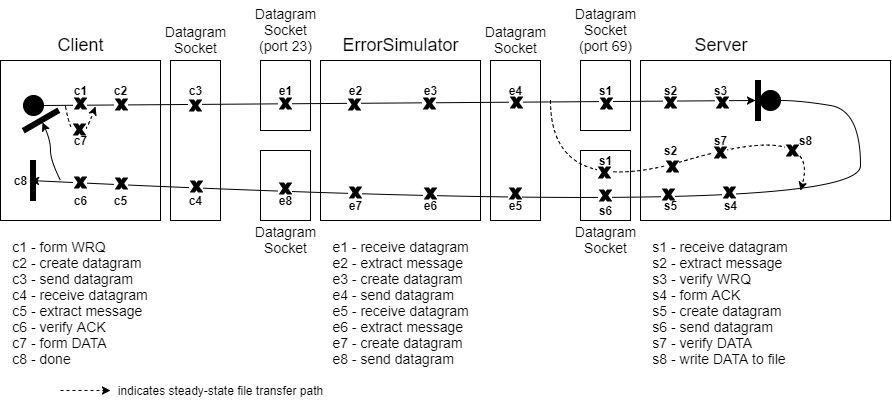 Datagram
Socket
(port 23)
Datagram
Socket
(port 69)
Client
Datagram
Socket
ErrorSimulator
Datagram
Socket
Server
c1
c2
c3
e1
e2
e3
e4
s1
s2
s3
c7
s1
s2
s7
s8
c8
c6
c5
c4
e8
e7
e6
e5
s6
s5
s4
Datagram
Socket
Datagram
Socket
c1 - form WRQ
c2 - create datagram
c3 - send datagram
c4 - receive datagram
c5 - extract message
c6 - verify ACK
c7 - form DATA
c8 - done
e1 - receive datagram
e2 - extract message
e3 - create datagram
e4 - send datagram
e5 - receive datagram
e6 - extract message
e7 - create datagram
e8 - send datagram
s1 - receive datagram
s2 - extract message
s3 - verify WRQ
s4 - form ACK
s5 - create datagram
s6 - send datagram
s7 - verify DATA
s8 - write DATA to file
indicates steady-state file transfer path